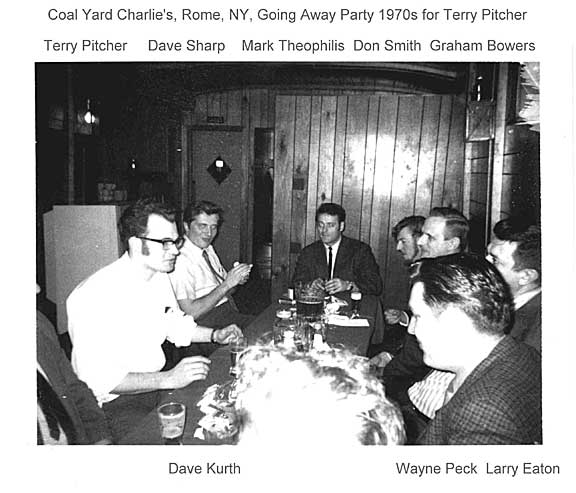 Coal Yard Charlie's, Rome, NY, Going Away Party 1970s for Terry Pitcher
Terry Pitcher Dave Sharp Mark Theophilis Don Smith Graham Bowers
Dave Kurth Wayne Peck Larry Eaton